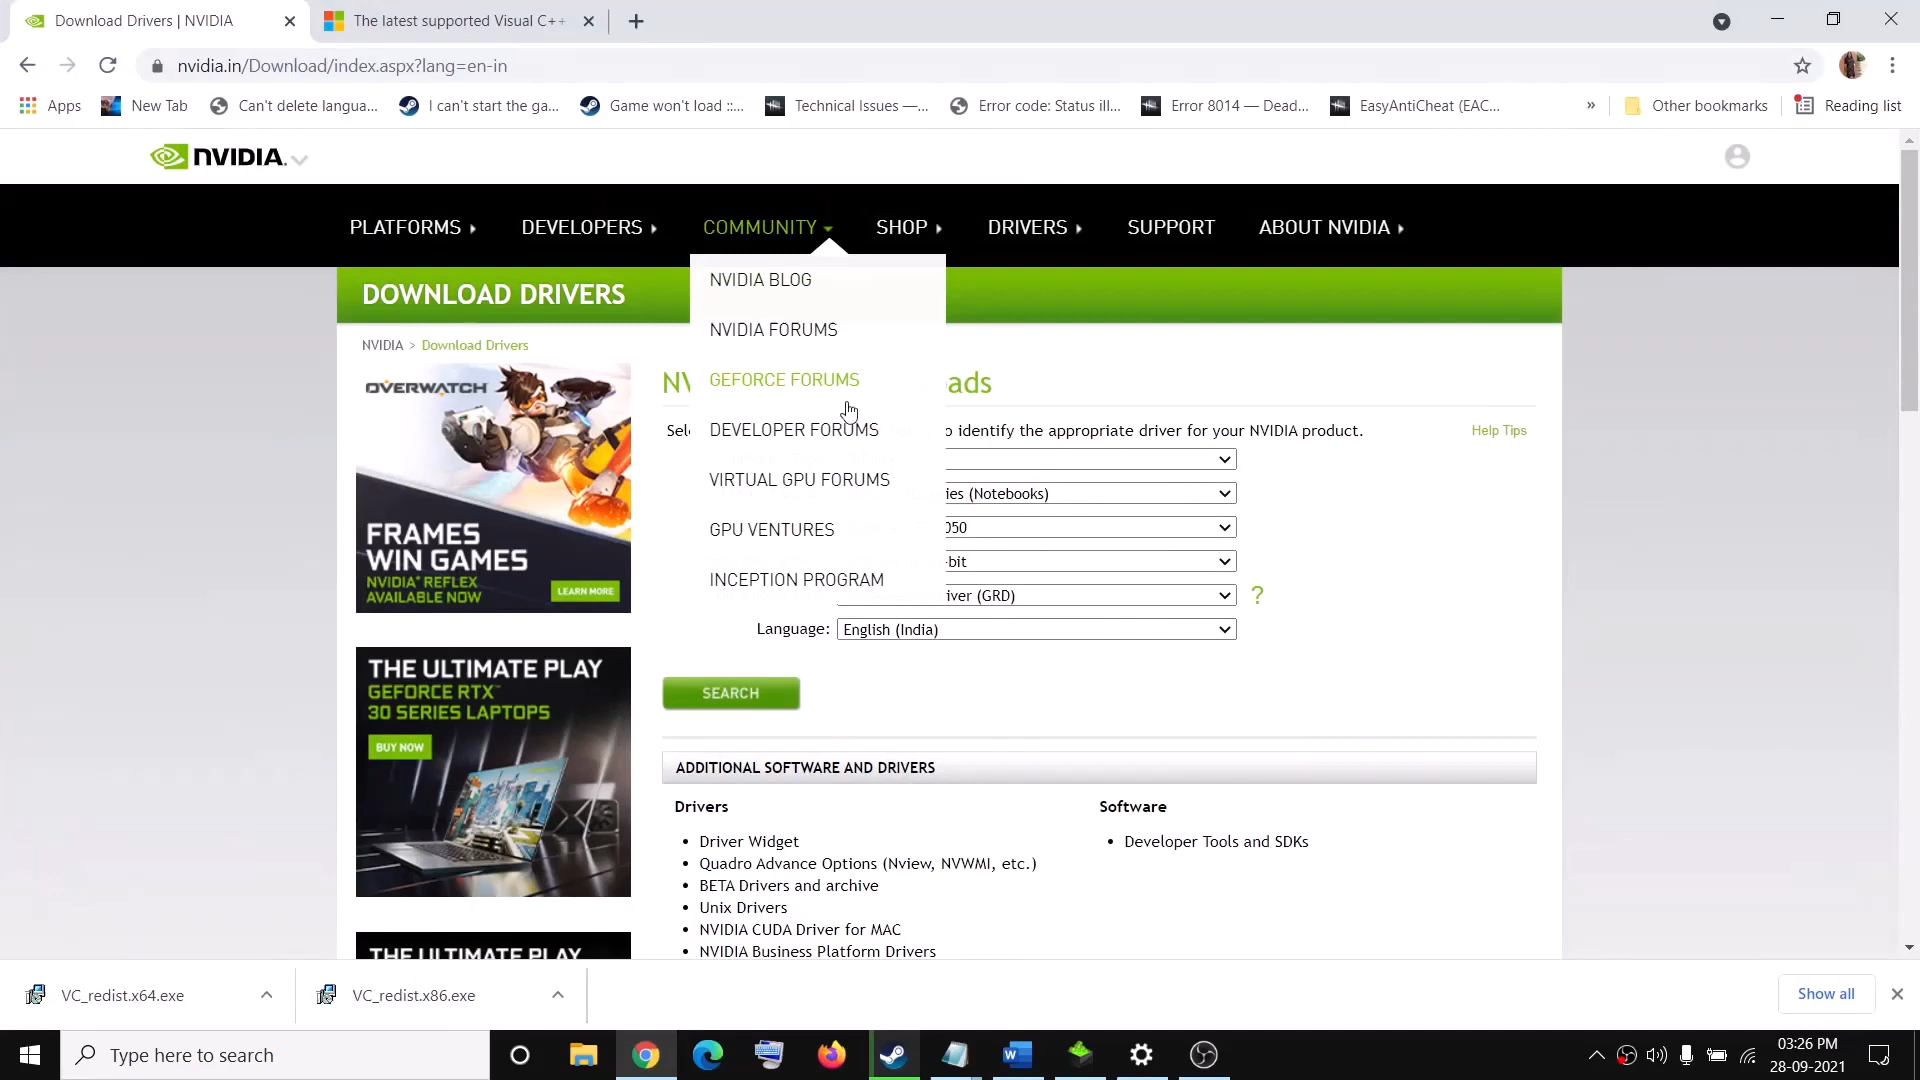 Download Drivers | NVIDIA
The latest supported Visual C++
nvidia.in/Download/index.aspx?lang=en-in
Apps
New Tab
Can't delete langua...
I can't start the ga...
Game won't load ::...
Technical Issues —...
Error code: Status ill...
Error 8014 — Dead...
EasyAntiCheat (EAC...
»
Other bookmarks
Reading list
NVIDIA.
PLATFORMS
DEVELOPERS
COMMUNITY
SHOP
DRIVERS
SUPPORT
ABOUT NVIDIA
NVIDIA BLOG
NVIDIA FORUMS
GEFORCE FORUMS
DEVELOPER FORUMS
VIRTUAL GPU FORUMS
GPU VENTURES
INCEPTION PROGRAM
DOWNLOAD DRIVERS
NVIDIA > Download Drivers
OVERWATCH
FRAMES
WIN GAMES
NVIDIA® REFLEX
AVAILABLE NOW
LEARN MORE
THE ULTIMATE PLAY
GEFORCE RTX™
30 SERIES LAPTOPS
BUY NOW
THE ULTIMATE PLAY
NV
ads
Sele
o identify the appropriate driver for your NVIDIA product.
Help Tips
ies (Notebooks)
050
-bit
iver (GRD)
?
Language: English (India)
SEARCH
ADDITIONAL SOFTWARE AND DRIVERS
Drivers
• Driver Widget
• Quadro Advance Options (Nview, NVWMI, etc.)
• BETA Drivers and archive
• Unix Drivers
• NVIDIA CUDA Driver for MAC
• NVIDIA Business Platform Drivers
Software
• Developer Tools and SDKs
VC_redist.x64.exe
VC_redist.x86.exe
Show all
Type here to search
03:26 PM
28-09-2021